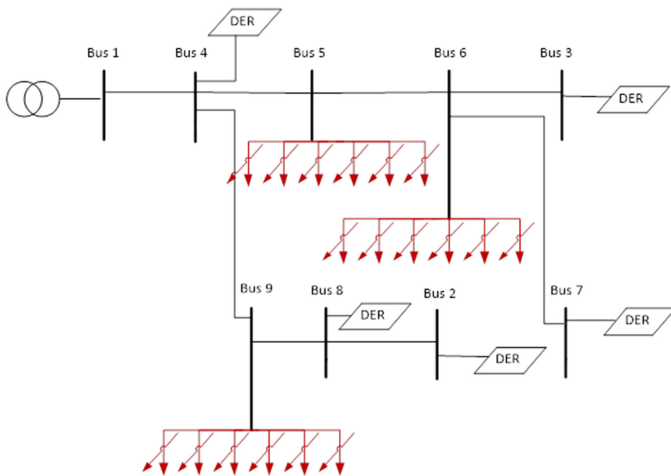 DER
Bus 1
Bus 4
Bus 5
Bus 6
Bus 3
DER
Bus 9
Bus 8
Bus 2
Bus 7
DER
DER
DER